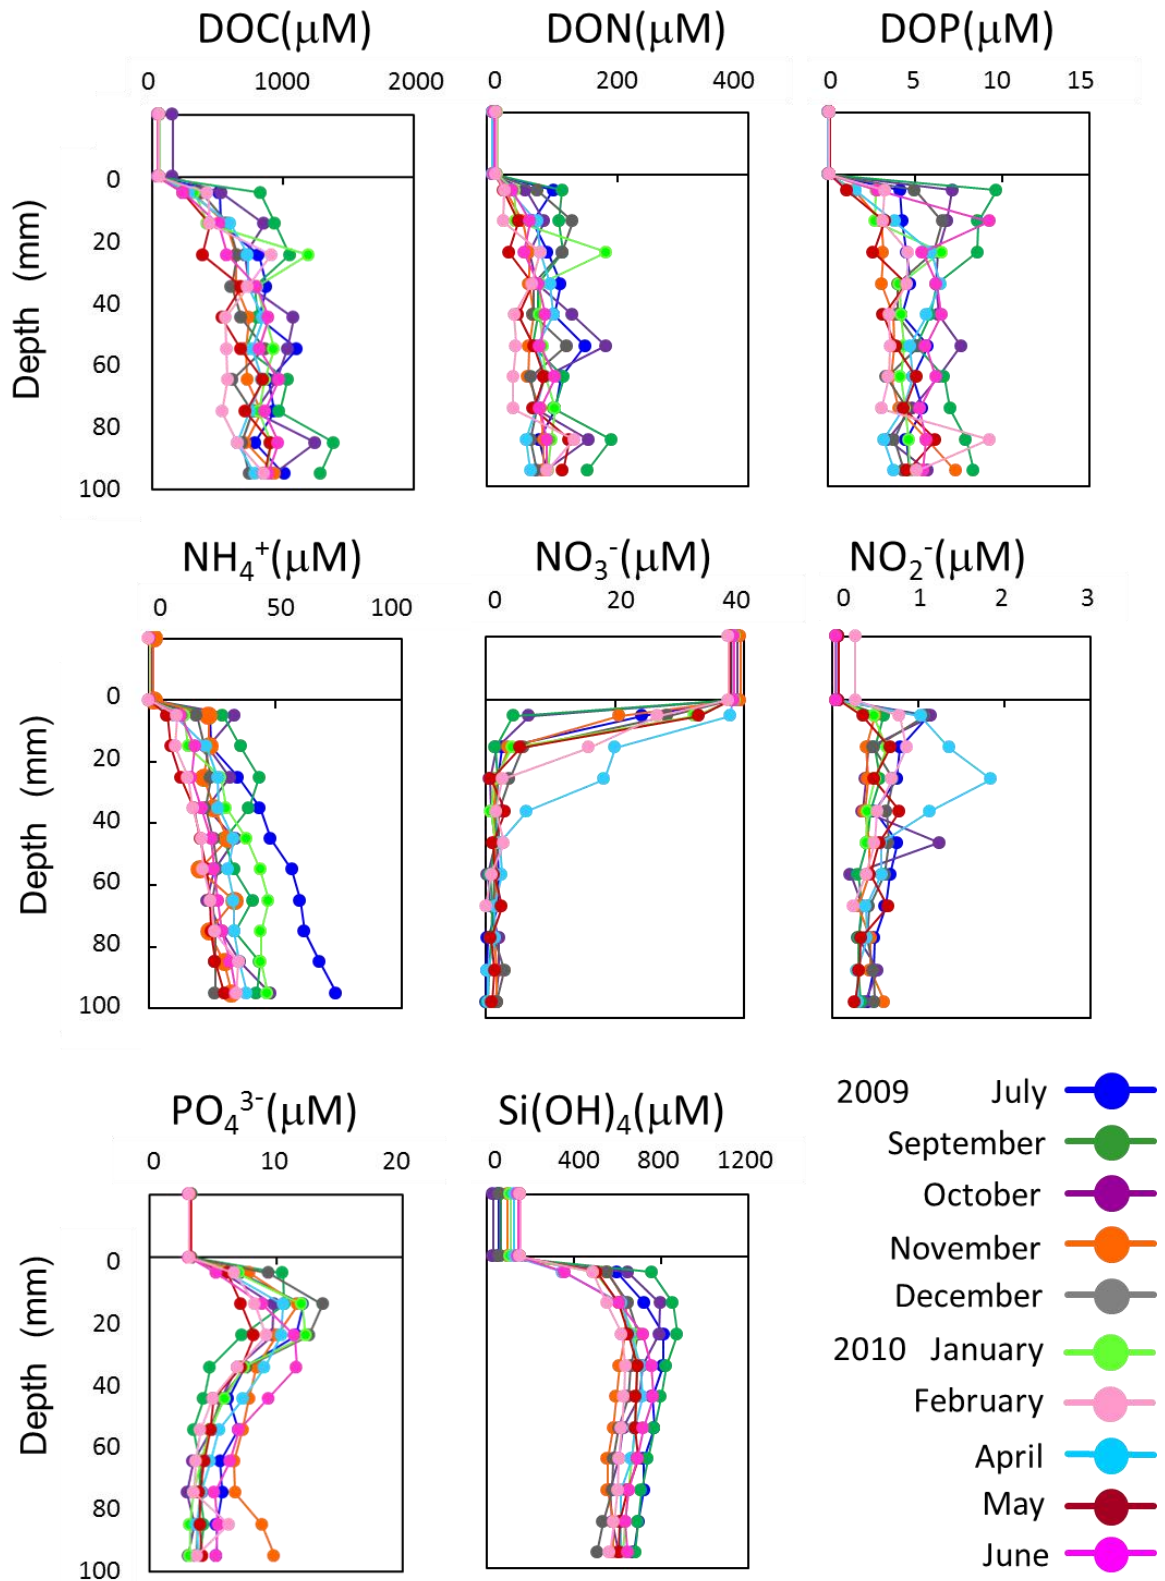 DOC(μM) DON(μM) DOP(μM)
0 1000 2000 0 200 400 0 5 10 15
0
20
40
60
80
100
Depth (mm)
NH₄⁺(μM) NO₃⁻(μM) NO₂⁻(μM)
0 50 100 0 20 40 0 1 2 3
0
20
40
60
80
100
Depth (mm)
PO₄³⁻(μM) Si(OH)₄(μM)
0 10 20 0 400 800 1200
0
20
40
60
80
100
Depth (mm)
2009 July
September
October
November
December
2010 January
February
April
May
June